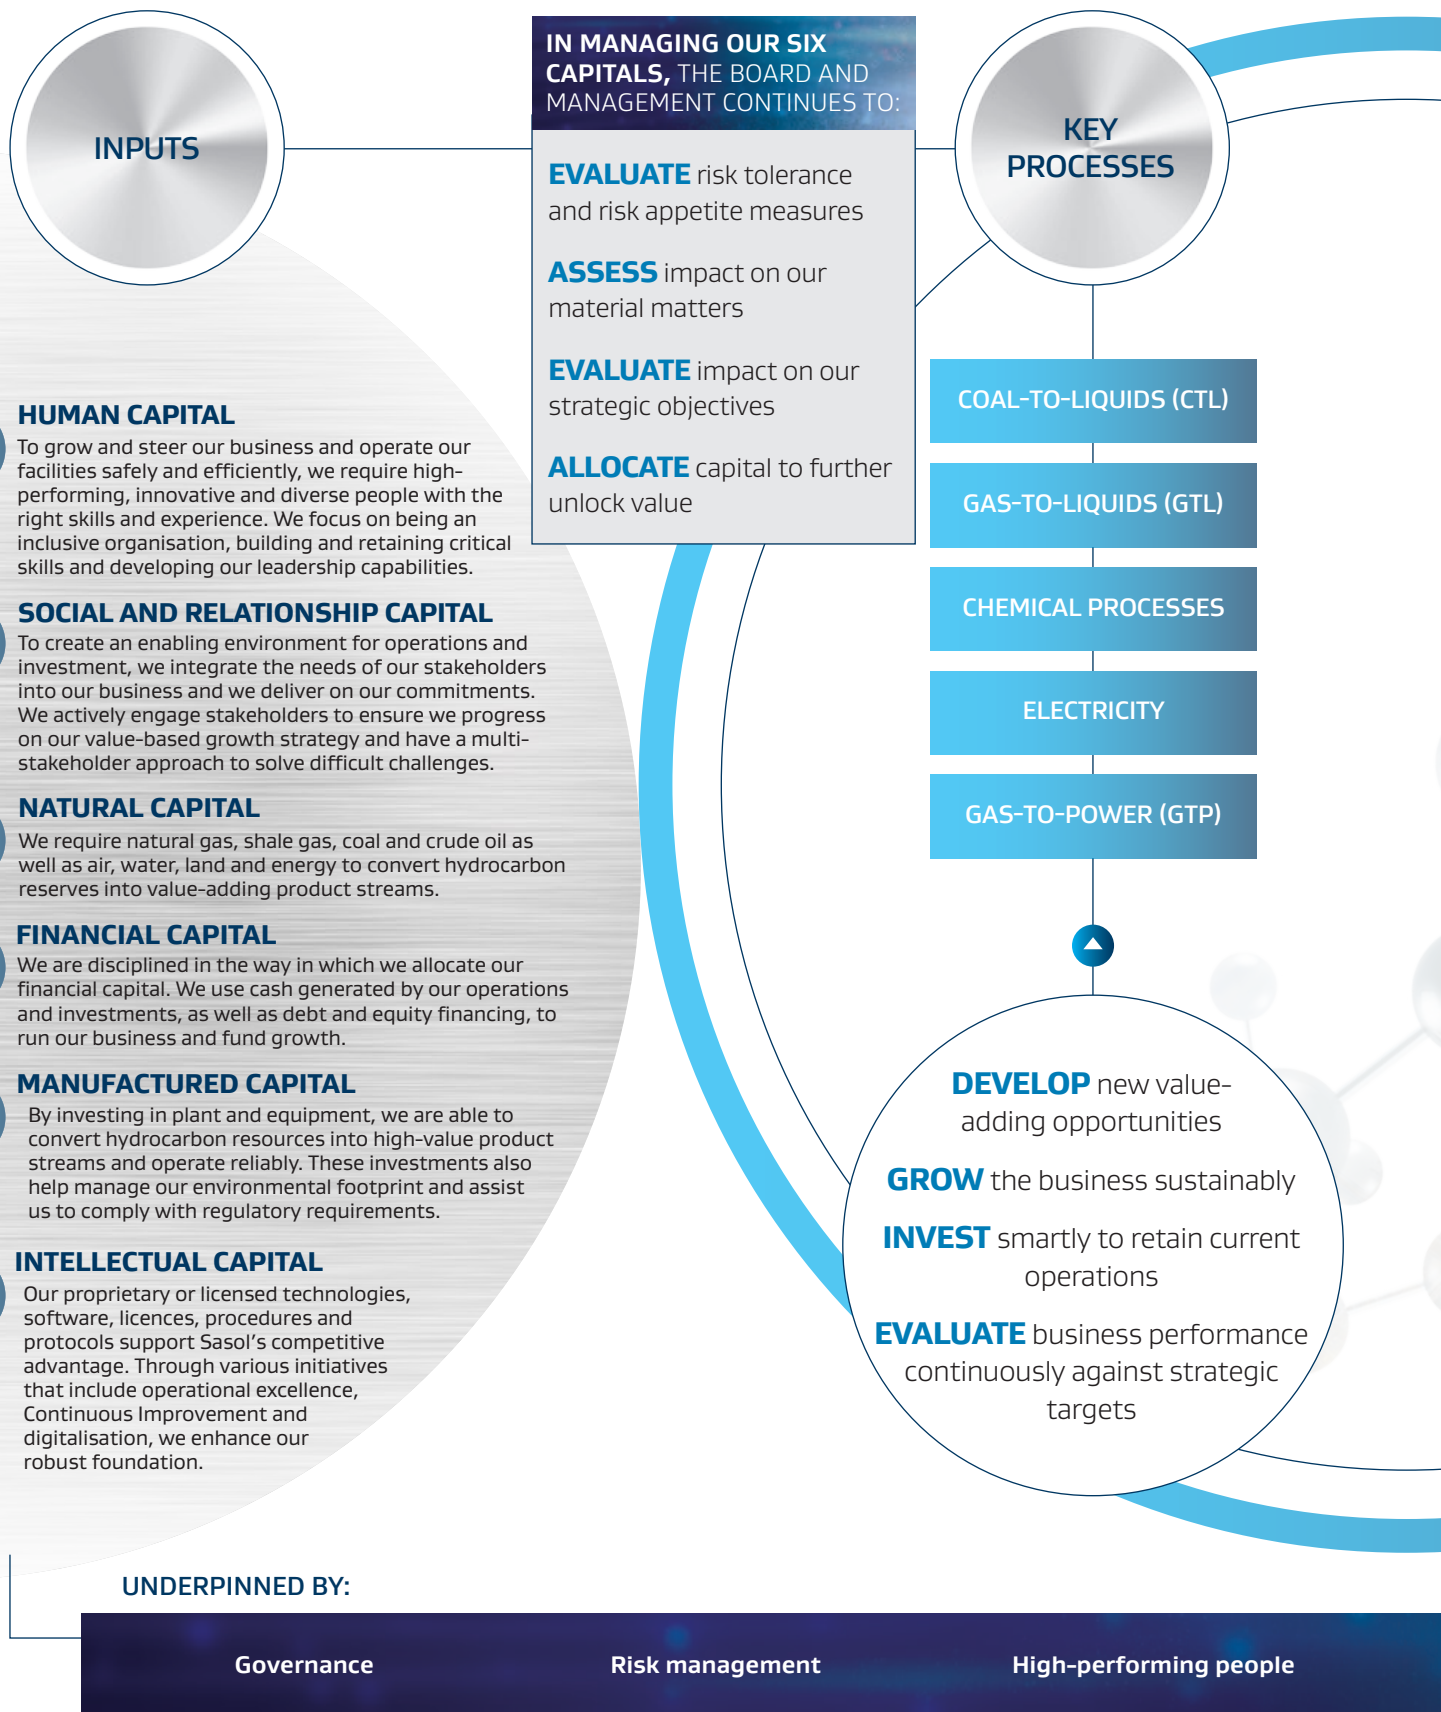 INPUTS
HUMAN CAPITAL
To grow and steer our business and operate our
facilities safely and efficiently, we require high-
performing, innovative and diverse people with the
right skills and experience. We focus on being an
inclusive organisation, building and retaining critical
skills and developing our leadership capabilities.
SOCIAL AND RELATIONSHIP CAPITAL
To create an enabling environment for operations and
investment, we integrate the needs of our stakeholders
into our business and we deliver on our commitments.
We actively engage stakeholders to ensure we progress
on our value-based growth strategy and have a multi-
stakeholder approach to solve difficult challenges.
NATURAL CAPITAL
We require natural gas, shale gas, coal and crude oil as
well as air, water, land and energy to convert hydrocarbon
reserves into value-adding product streams.
FINANCIAL CAPITAL
We are disciplined in the way in which we allocate our
financial capital. We use cash generated by our operations
and investments, as well as debt and equity financing, to
run our business and fund growth.
MANUFACTURED CAPITAL
By investing in plant and equipment, we are able to
convert hydrocarbon resources into high-value product
streams and operate reliably. These investments also
help manage our environmental footprint and assist
us to comply with regulatory requirements.
INTELLECTUAL CAPITAL
Our proprietary or licensed technologies,
software, licences, procedures and
protocols support Sasol's competitive
advantage. Through various initiatives
that include operational excellence,
Continuous Improvement and
digitalisation, we enhance our
robust foundation.
IN MANAGING OUR SIX
CAPITALS, THE BOARD AND
MANAGEMENT CONTINUES TO:
EVALUATE risk tolerance
and risk appetite measures
ASSESS impact on our
material matters
EVALUATE impact on our
strategic objectives
ALLOCATE capital to further
unlock value
KEY
PROCESSES
COAL-TO-LIQUIDS (CTL)
GAS-TO-LIQUIDS (GTL)
CHEMICAL PROCESSES
ELECTRICITY
GAS-TO-POWER (GTP)
DEVELOP new value-
adding opportunities
GROW the business sustainably
INVEST smartly to retain current
operations
EVALUATE business performance
continuously against strategic
targets
UNDERPINNED BY:
Governance
Risk management
High-performing people